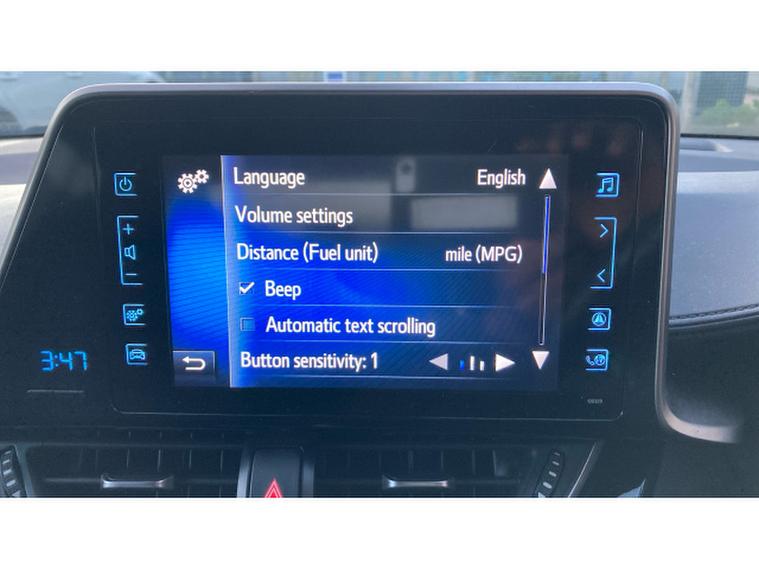 Language English
Volume settings
Distance (Fuel unit) mile (MPG)
Beep
Automatic text scrolling
Button sensitivity: 1
3:47